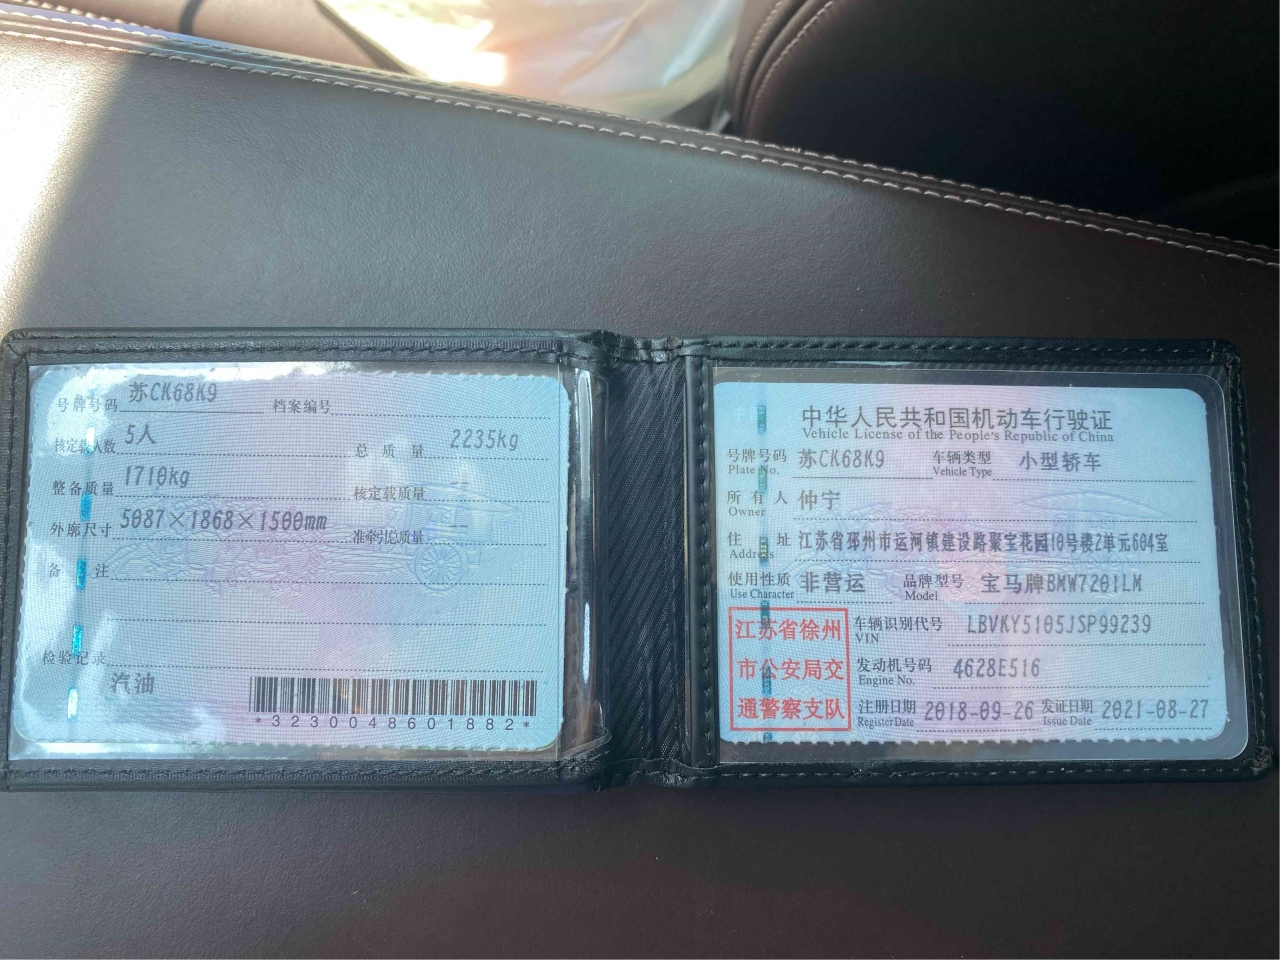 号牌号码 苏CK68K9 档案编号
核定载人数 5人 总质量 2235kg
整备质量 1710kg 核定载质量 --
外廓尺寸 5087×1868×1500mm 准牵引总质量 --
备注
检验记录
汽油
*3230048601882*
中华人民共和国机动车行驶证
Vehicle License of the People's Republic of China
号牌号码 苏CK68K9 车辆类型 小型轿车
Plate No. Vehicle Type
所有人 仲宇
Owner
住址 江苏省邳州市运河镇建设路聚宝花园10号楼2单元604室
Address
使用性质 非营运 品牌型号 宝马牌BMW7201LM
Use Character Model
江苏省徐州
市公安局交
通警察支队
车辆识别代号 LBVKY5105JSP99239
VIN
发动机号码 4628E516
Engine No.
注册日期 2018-09-26 发证日期 2021-08-27
Register Date Issue Date